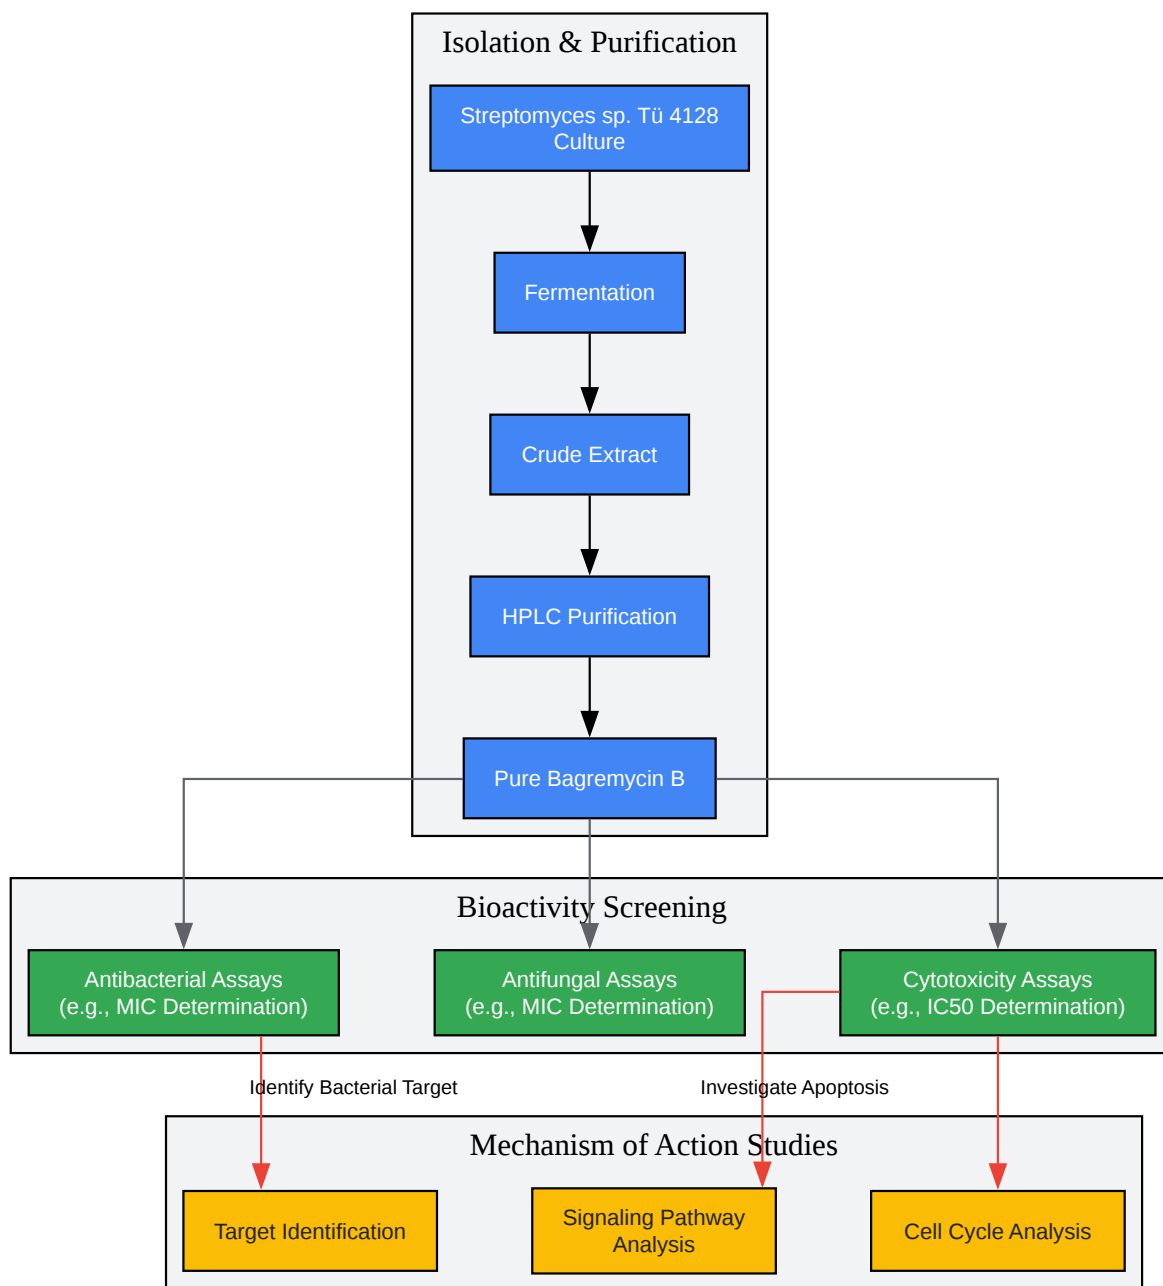 Isolation & Purification
Streptomyces sp. Tü 4128
Culture
Fermentation
Crude Extract
HPLC Purification
Pure Bagremycin B
Bioactivity Screening
Antibacterial Assays
(e.g., MIC Determination)
Antifungal Assays
(e.g., MIC Determination)
Cytotoxicity Assays
(e.g., IC50 Determination)
Identify Bacterial Target
Investigate Apoptosis
Mechanism of Action Studies
Target Identification
Signaling Pathway
Analysis
Cell Cycle Analysis